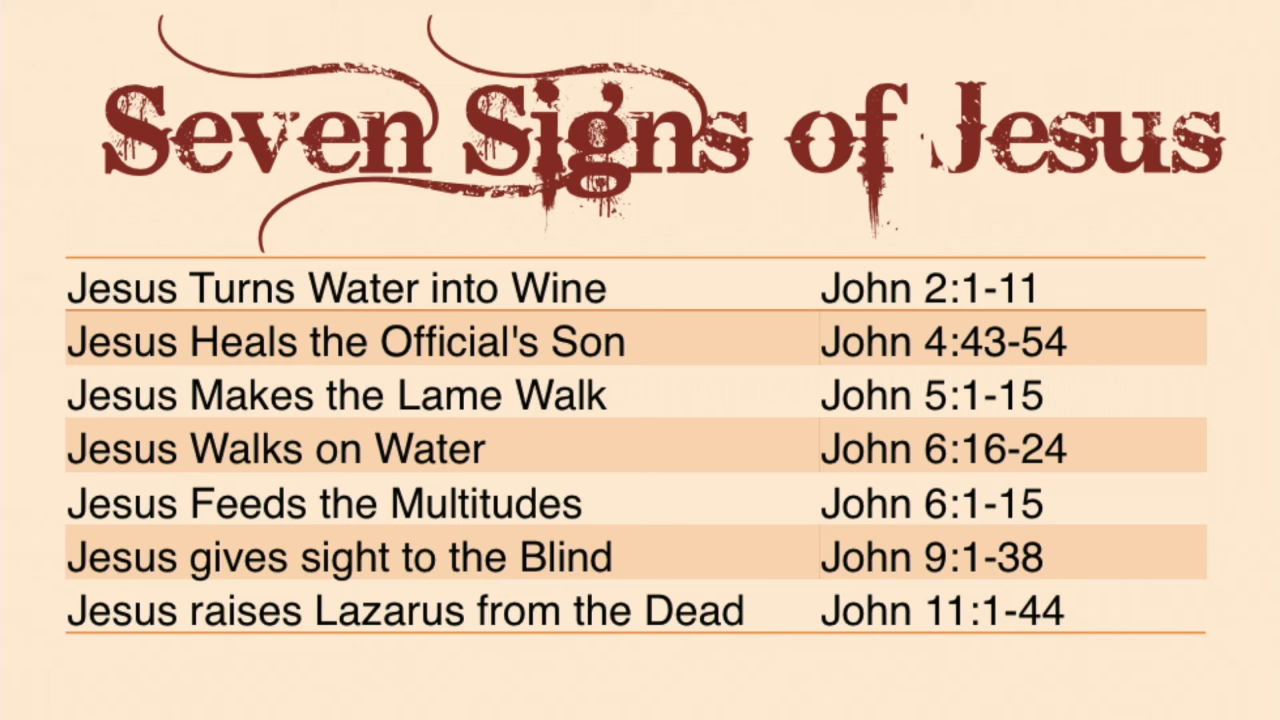 Seven Signs of Jesus
Jesus Turns Water into Wine John 2:1-11
Jesus Heals the Official's Son John 4:43-54
Jesus Makes the Lame Walk John 5:1-15
Jesus Walks on Water John 6:16-24
Jesus Feeds the Multitudes John 6:1-15
Jesus gives sight to the Blind John 9:1-38
Jesus raises Lazarus from the Dead John 11:1-44